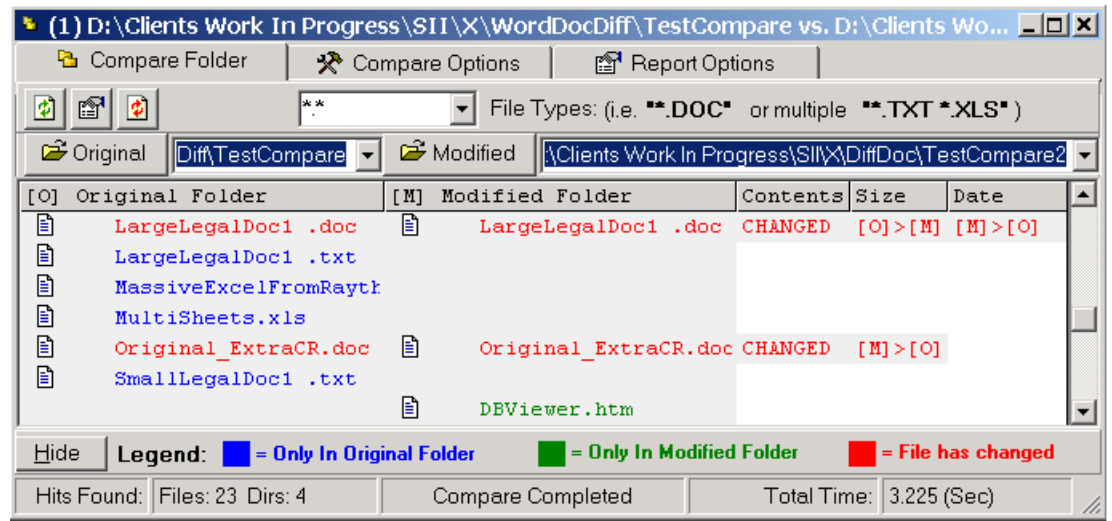 (1) D:\Clients Work In Progress\SII\X\WordDocDiff\TestCompare vs. D:\Clients Wo...
Compare Folder Compare Options Report Options
*.* File Types: (i.e. "*.DOC" or multiple "*.TXT *.XLS" )
Original Diff\TestCompare Modified :\Clients Work In Progress\SII\X\DiffDoc\TestCompare2
[O] Original Folder [M] Modified Folder Contents Size Date
LargeLegalDoc1 .doc LargeLegalDoc1 .doc CHANGED [O]>[M] [M]>[O]
LargeLegalDoc1 .txt
MassiveExcelFromRayth
MultiSheets.xls
Original_ExtraCR.doc Original_ExtraCR.doc CHANGED [M]>[O]
SmallLegalDoc1 .txt
DBViewer.htm
Hide Legend: = Only In Original Folder = Only In Modified Folder = File has changed
Hits Found: Files: 23 Dirs: 4 Compare Completed Total Time: 3.225 (Sec)